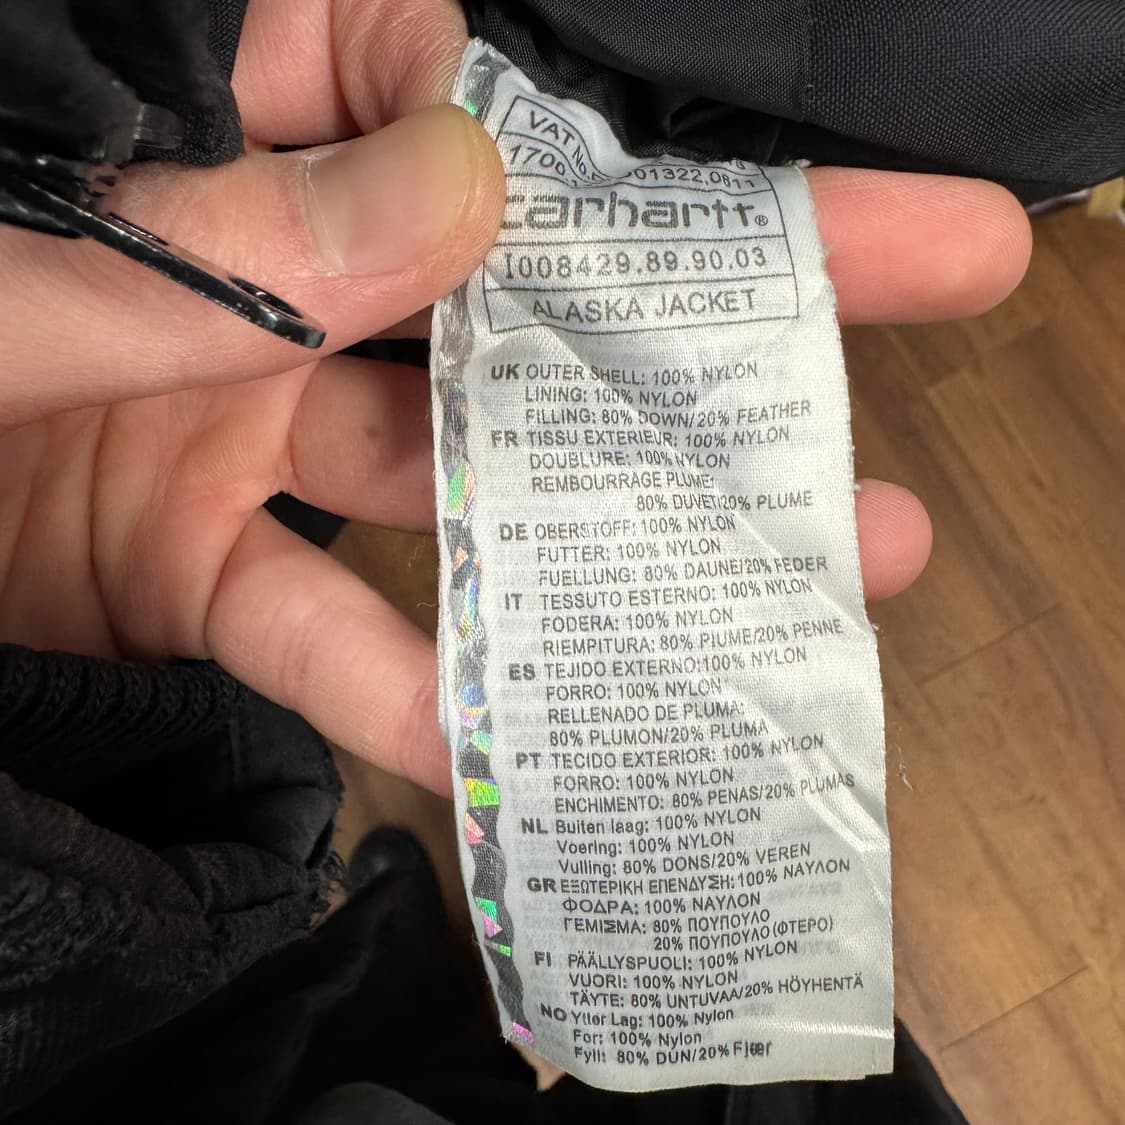 VAT No.
1700
01322.0611
carhartt®
I008429.89.90.03
ALASKA JACKET
UK OUTER SHELL: 100% NYLON
LINING: 100% NYLON
FILLING: 80% DOWN/20% FEATHER
FR TISSU EXTERIEUR: 100% NYLON
DOUBLURE: 100% NYLON
REMBOURRAGE PLUME:
80% DUVET/20% PLUME
DE OBERSTOFF: 100% NYLON
FUTTER: 100% NYLON
FUELLUNG: 80% DAUNE/20% FEDER
IT TESSUTO ESTERNO: 100% NYLON
FODERA: 100% NYLON
RIEMPITURA: 80% PIUME/20% PENNE
ES TEJIDO EXTERNO:100% NYLON
FORRO: 100% NYLON
RELLENADO DE PLUMA:
80% PLUMON/20% PLUMA
PT TECIDO EXTERIOR: 100% NYLON
FORRO: 100% NYLON
ENCHIMENTO: 80% PENAS/20% PLUMAS
NL Buiten laag: 100% NYLON
Voering: 100% NYLON
Vulling: 80% DONS/20% VEREN
GR ΕΞΩΤΕΡΙΚΗ ΕΠΕΝΔΥΣΗ:100% ΝΑΥΛΟΝ
ΦΟΔΡΑ: 100% ΝΑΥΛΟΝ
ΓΕΜΙΣΜΑ: 80% ΠΟΥΠΟΥΛΟ
20% ΠΟΥΠΟΥΛΟ (ΦΤΕΡΟ)
FI PÄÄLLYSPUOLI: 100% NYLON
VUORI: 100% NYLON
TÄYTE: 80% UNTUVAA/20% HÖYHENTÄ
NO Ytter Lag: 100% Nylon
For: 100% Nylon
Fyll: 80% DUN/20% Fjær